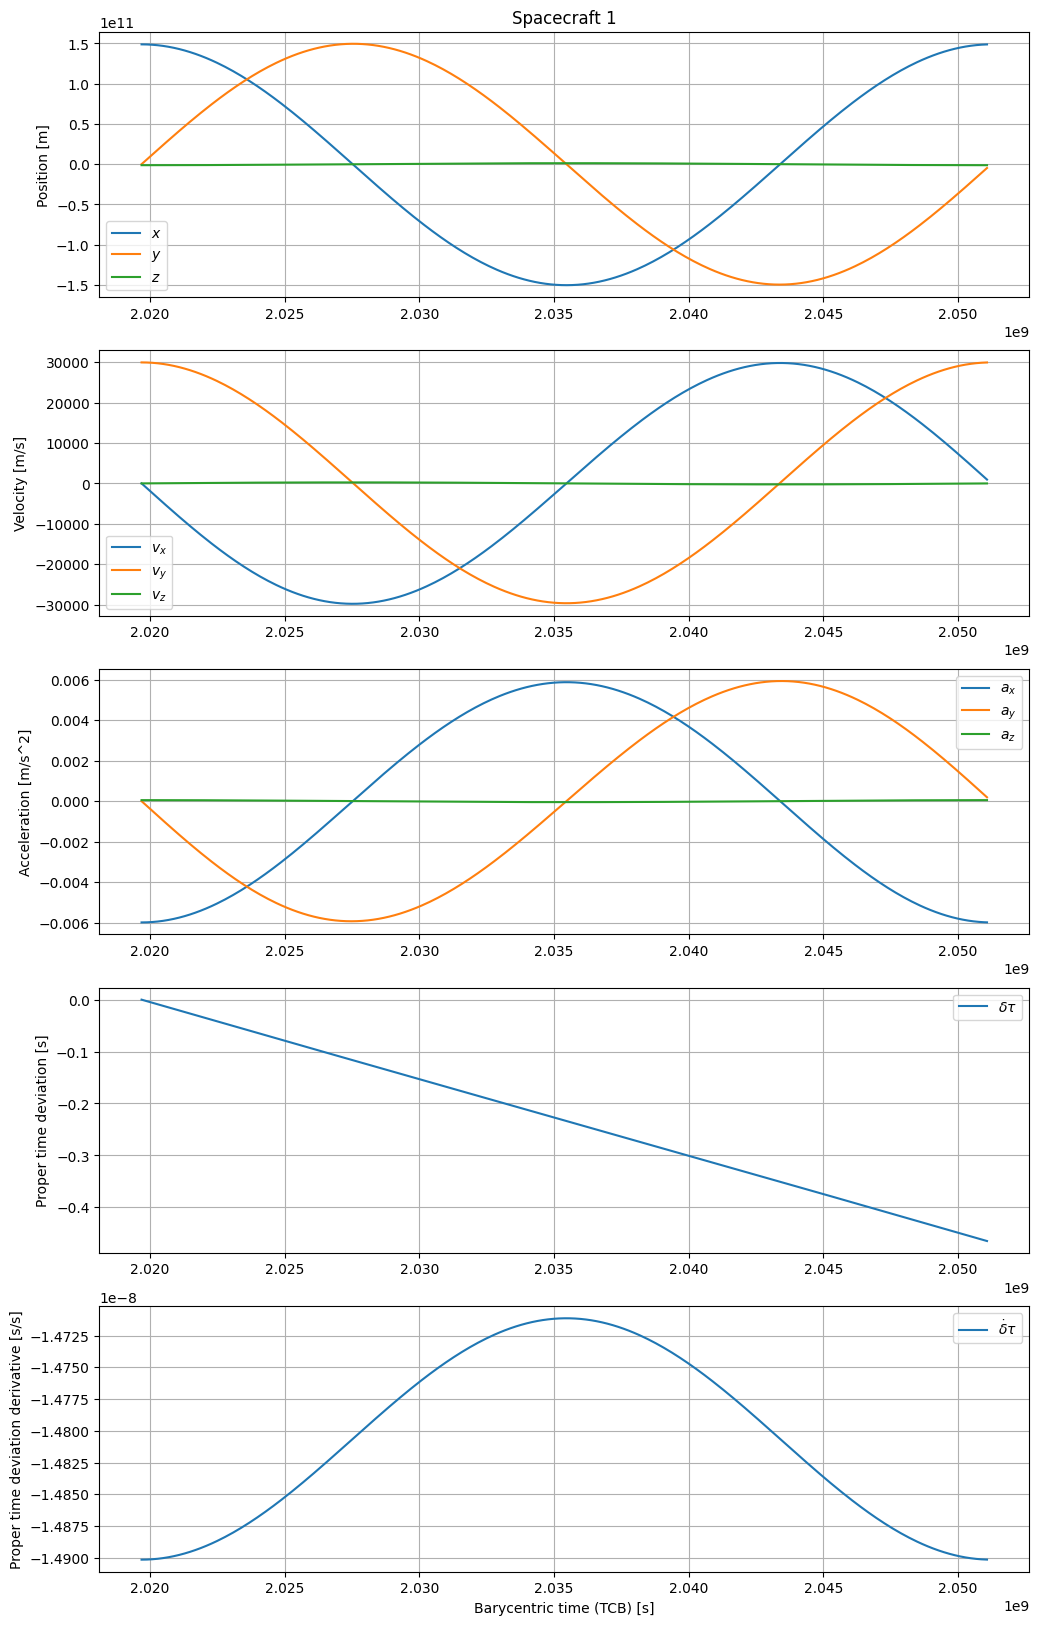 Spacecraft 1
1e11
Position [m]
1.5
1.0
0.5
0.0
−0.5
−1.0
−1.5
x
y
z
2.020 2.025 2.030 2.035 2.040 2.045 2.050
1e9
Velocity [m/s]
30000
20000
10000
0
−10000
−20000
−30000
v_x
v_y
v_z
2.020 2.025 2.030 2.035 2.040 2.045 2.050
1e9
Acceleration [m/s^2]
0.006
0.004
0.002
0.000
−0.002
−0.004
−0.006
a_x
a_y
a_z
2.020 2.025 2.030 2.035 2.040 2.045 2.050
1e9
Proper time deviation [s]
0.0
−0.1
−0.2
−0.3
−0.4
δτ
2.020 2.025 2.030 2.035 2.040 2.045 2.050
1e9
1e−8
Proper time deviation derivative [s/s]
−1.4725
−1.4750
−1.4775
−1.4800
−1.4825
−1.4850
−1.4875
−1.4900
δ̇τ
2.020 2.025 2.030 2.035 2.040 2.045 2.050
1e9
Barycentric time (TCB) [s]